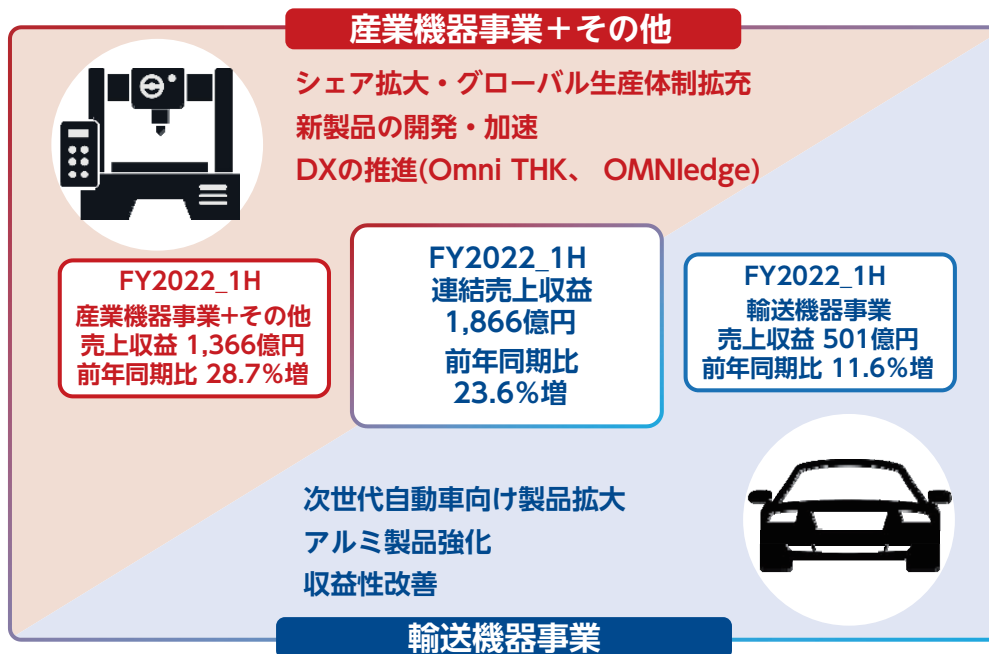 産業機器事業＋その他
シェア拡大・グローバル生産体制拡充
新製品の開発・加速
DXの推進(Omni THK、 OMNIedge)
FY2022_1H
産業機器事業+その他
売上収益 1,366億円
前年同期比 28.7%増
FY2022_1H
連結売上収益
1,866億円
前年同期比
23.6%増
FY2022_1H
輸送機器事業
売上収益 501億円
前年同期比 11.6%増
次世代自動車向け製品拡大
アルミ製品強化
収益性改善
輸送機器事業